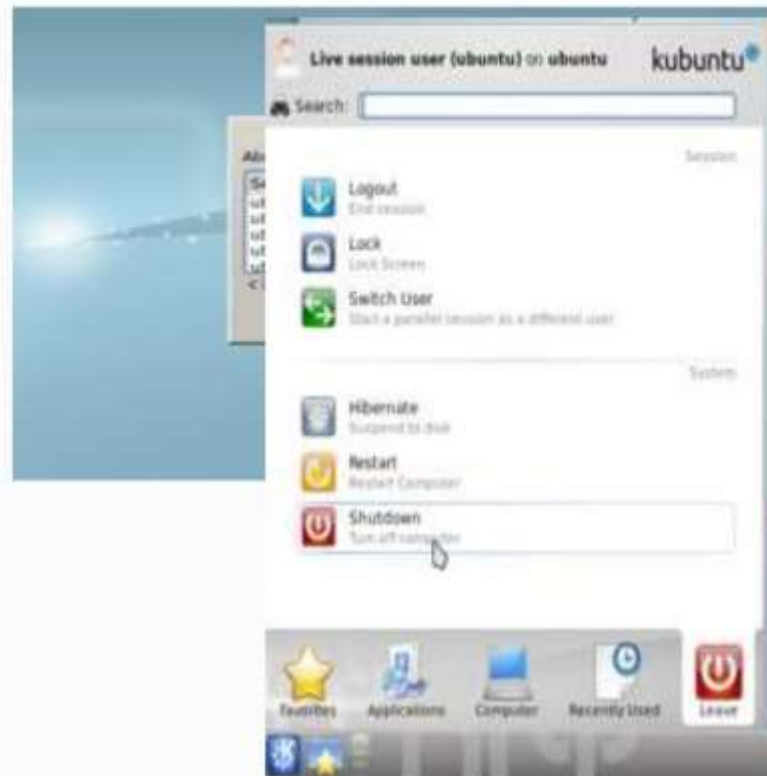 Live session user (ubuntu) on ubuntu
kubuntu
Search:
Session
Logout
End session
Lock
Lock Screen
Switch User
Start a parallel session as a different user
System
Hibernate
Suspend to disk
Restart
Restart Computer
Shutdown
Turn off computer
Favorites
Applications
Computer
Recently Used
Leave